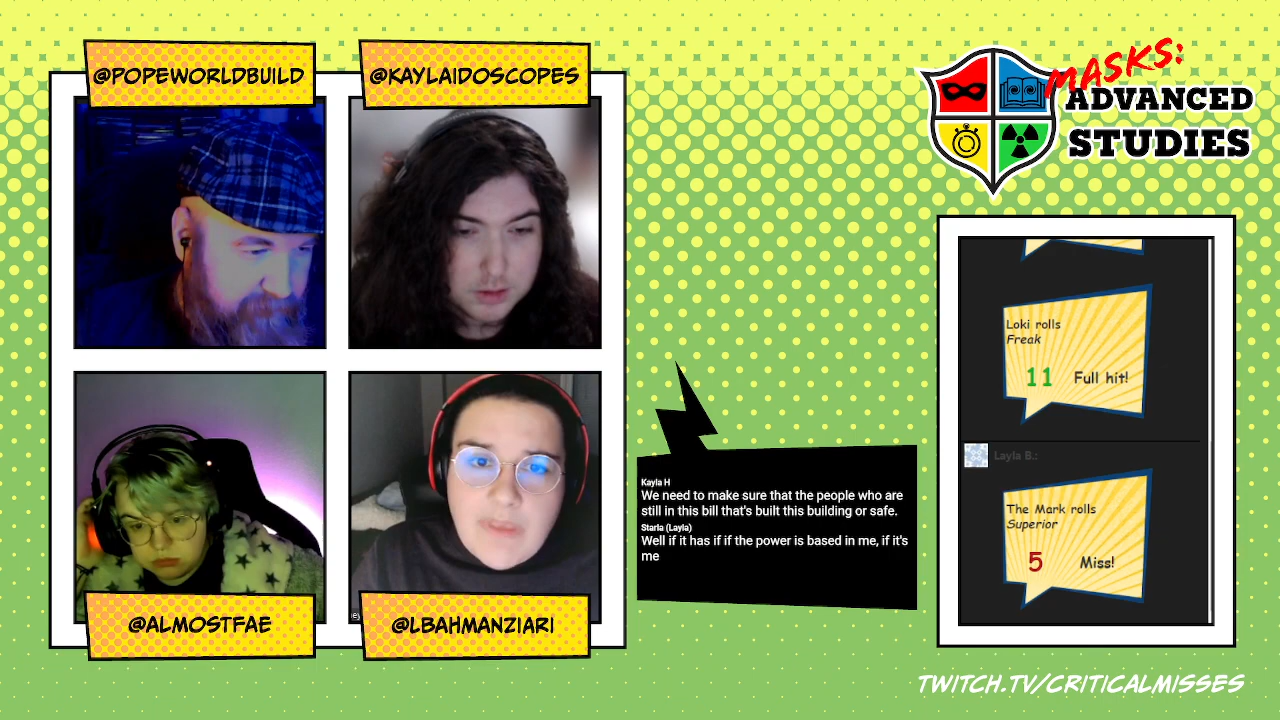 @POPEWORLDBUILD
@KAYLAIDOSCOPES
MASKS:
ADVANCED
STUDIES
Loki rolls
Freak
11 Full hit!
Layla B.:
The Mark rolls
Superior
5 Miss!
Kayla H
We need to make sure that the people who are
still in this bill that's built this building or safe.
Starla (Layla)
Well if it has if if the power is based in me, if it's
me
@ALMOSTFAE
@LBAHMANZIARI
TWITCH.TV/CRITICALMISSES